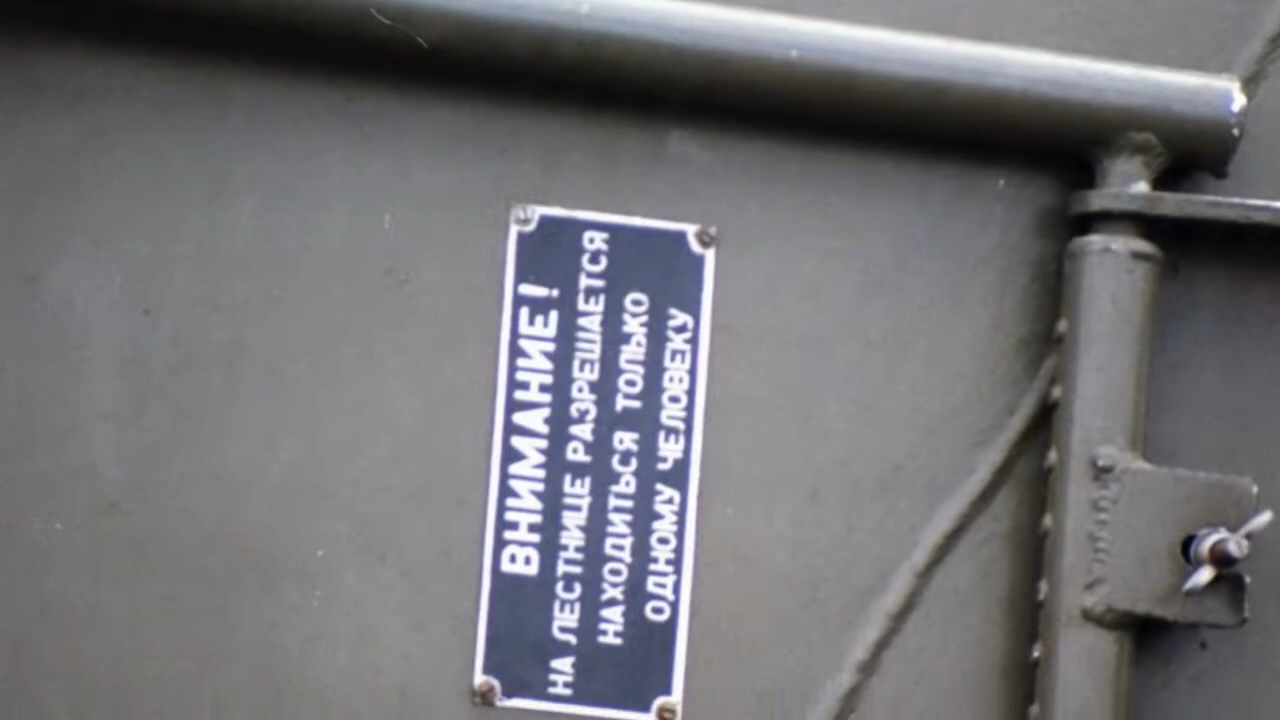 ВНИМАНИЕ!
НА ЛЕСТНИЦЕ РАЗРЕШАЕТСЯ
НАХОДИТЬСЯ ТОЛЬКО
ОДНОМУ ЧЕЛОВЕКУ